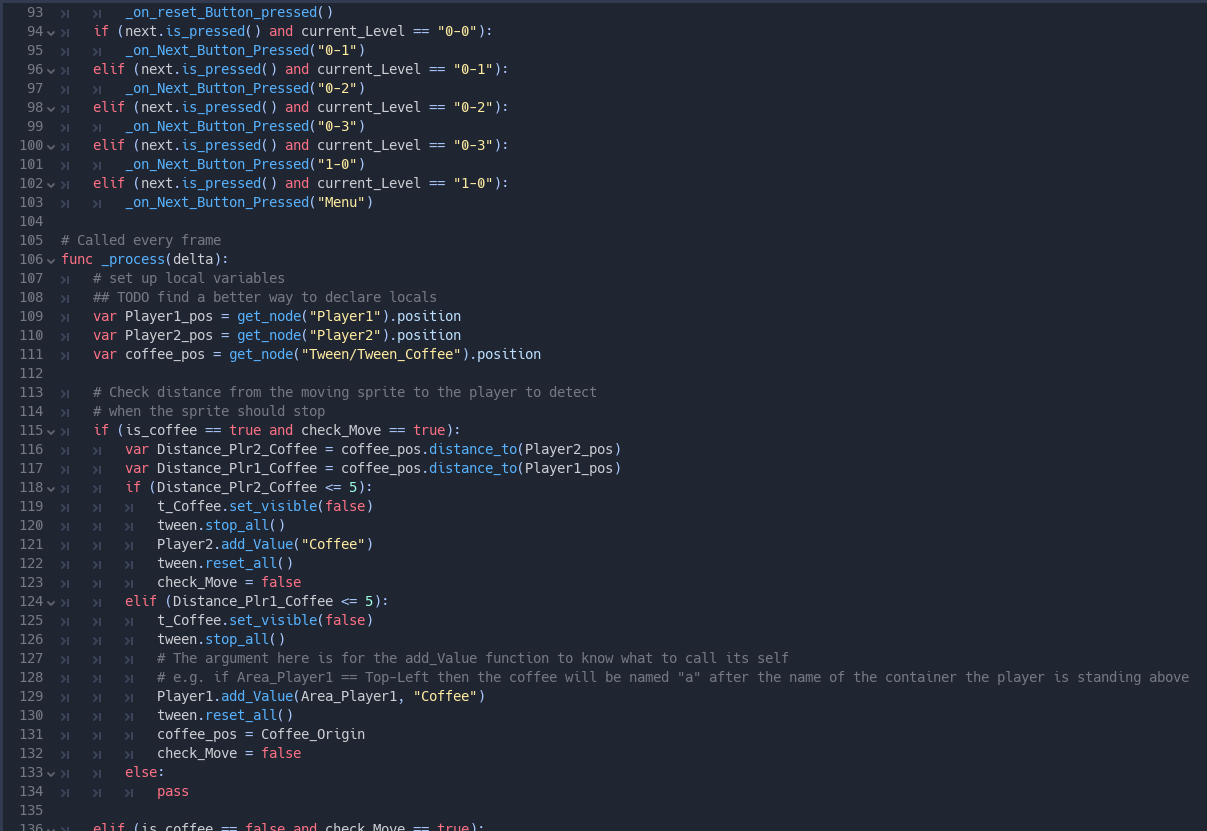 93 _on_reset_Button_pressed()
94 if (next.is_pressed() and current_Level == "0-0"):
95 _on_Next_Button_Pressed("0-1")
96 elif (next.is_pressed() and current_Level == "0-1"):
97 _on_Next_Button_Pressed("0-2")
98 elif (next.is_pressed() and current_Level == "0-2"):
99 _on_Next_Button_Pressed("0-3")
100 elif (next.is_pressed() and current_Level == "0-3"):
101 _on_Next_Button_Pressed("1-0")
102 elif (next.is_pressed() and current_Level == "1-0"):
103 _on_Next_Button_Pressed("Menu")
104
105 # Called every frame
106 func _process(delta):
107 # set up local variables
108 ## TODO find a better way to declare locals
109 var Player1_pos = get_node("Player1").position
110 var Player2_pos = get_node("Player2").position
111 var coffee_pos = get_node("Tween/Tween_Coffee").position
112
113 # Check distance from the moving sprite to the player to detect
114 # when the sprite should stop
115 if (is_coffee == true and check_Move == true):
116 var Distance_Plr2_Coffee = coffee_pos.distance_to(Player2_pos)
117 var Distance_Plr1_Coffee = coffee_pos.distance_to(Player1_pos)
118 if (Distance_Plr2_Coffee <= 5):
119 t_Coffee.set_visible(false)
120 tween.stop_all()
121 Player2.add_Value("Coffee")
122 tween.reset_all()
123 check_Move = false
124 elif (Distance_Plr1_Coffee <= 5):
125 t_Coffee.set_visible(false)
126 tween.stop_all()
127 # The argument here is for the add_Value function to know what to call its self
128 # e.g. if Area_Player1 == Top-Left then the coffee will be named "a" after the name of the container the player is standing above
129 Player1.add_Value(Area_Player1, "Coffee")
130 tween.reset_all()
131 coffee_pos = Coffee_Origin
132 check_Move = false
133 else:
134 pass
135
136 elif (is_coffee == false and check_Move == true):